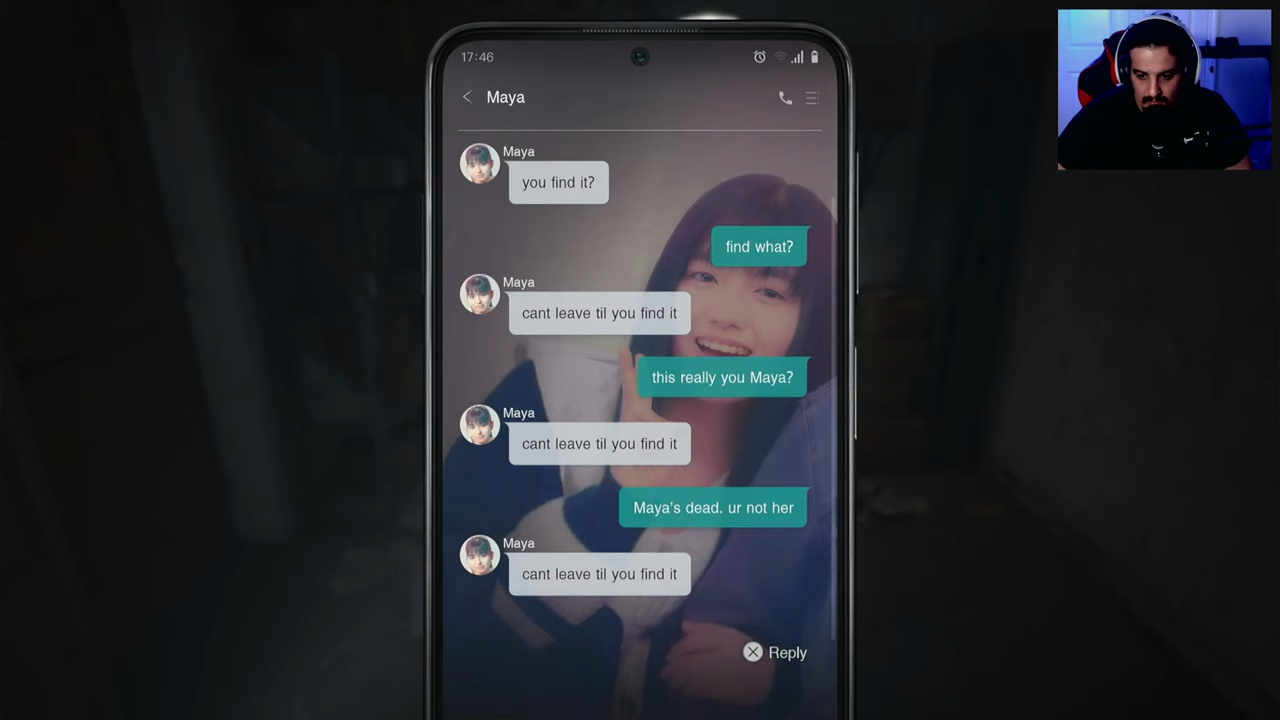 17:46
Maya
Maya
you find it?
find what?
Maya
cant leave til you find it
this really you Maya?
Maya
cant leave til you find it
Maya's dead. ur not her
Maya
cant leave til you find it
Reply